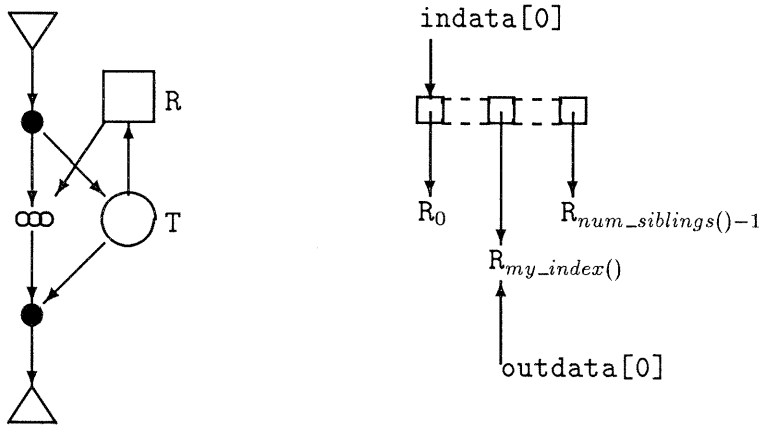 R
T
indata[0]
R0
Rnum_siblings()−1
Rmy_index()
outdata[0]